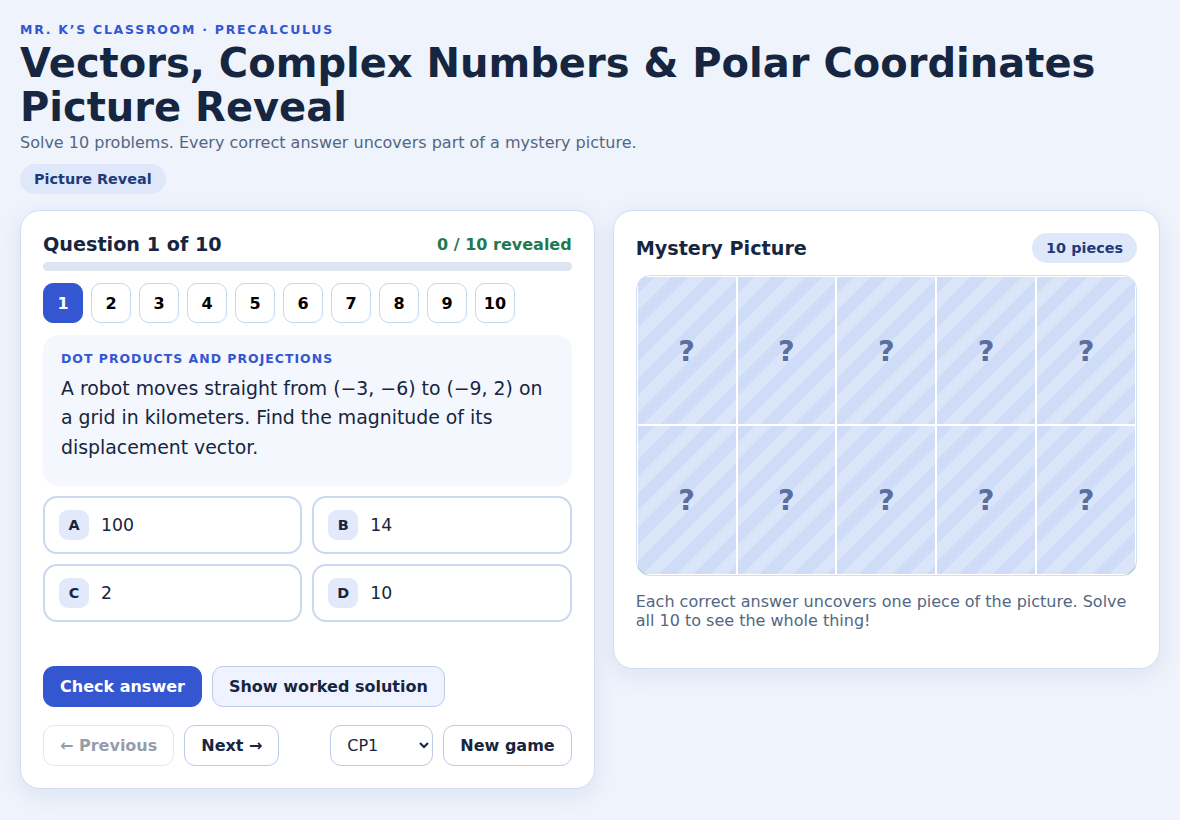 MR. K’S CLASSROOM · PRECALCULUS
Vectors, Complex Numbers & Polar Coordinates
Picture Reveal
Solve 10 problems. Every correct answer uncovers part of a mystery picture.
Picture Reveal
Question 1 of 10
0 / 10 revealed
1 2 3 4 5 6 7 8 9 10
DOT PRODUCTS AND PROJECTIONS
A robot moves straight from (−3, −6) to (−9, 2) on
a grid in kilometers. Find the magnitude of its
displacement vector.
A 100
B 14
C 2
D 10
Check answer
Show worked solution
← Previous
Next →
CP1
New game
Mystery Picture
10 pieces
? ? ? ? ?
? ? ? ? ?
Each correct answer uncovers one piece of the picture. Solve
all 10 to see the whole thing!